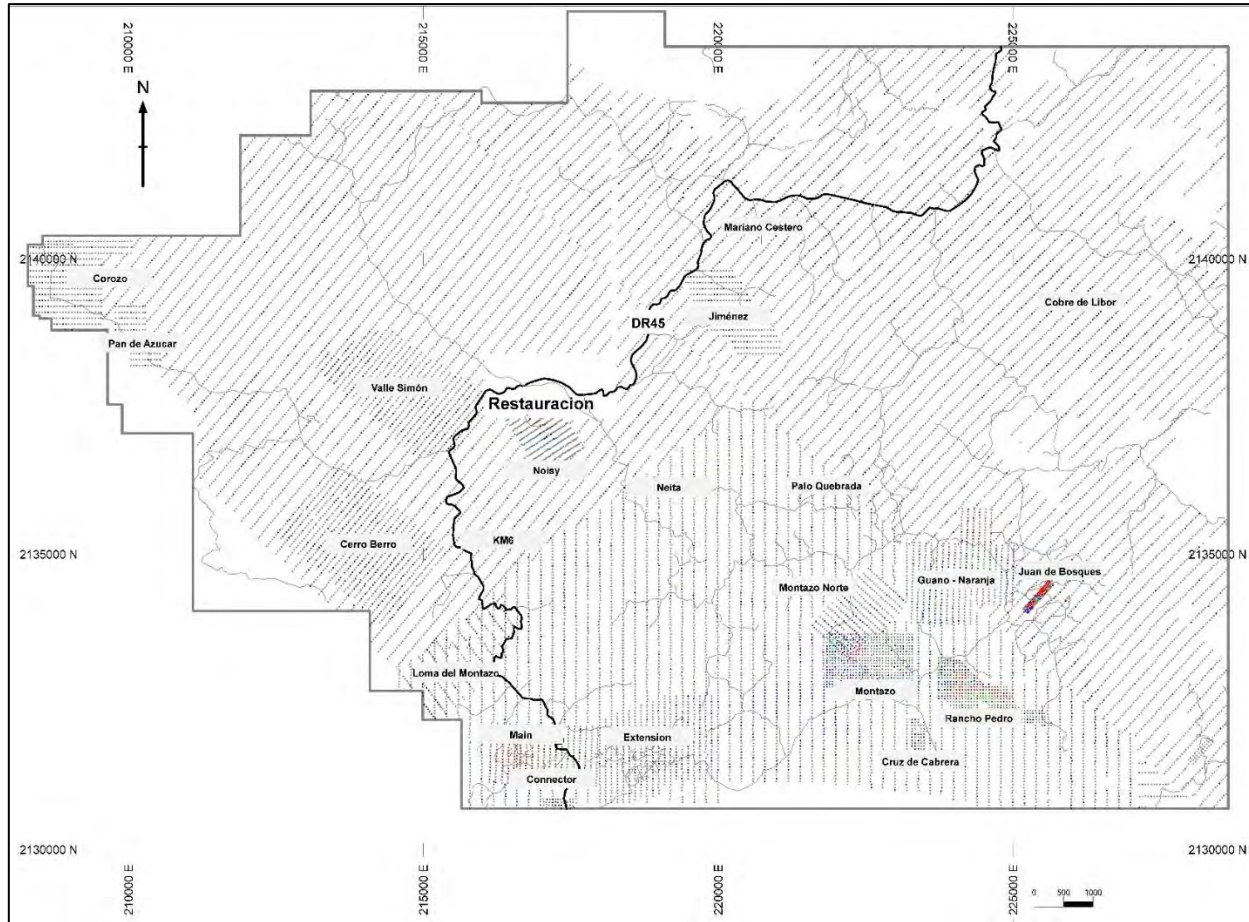 210000 E
215000 E
220000 E
225000 E
N
Mariano Cestero
2140000 N
2140000 N
Corozo
Cobre de Libor
Jiménez
DR45
Pan de Azucar
Valle Simón
Restauracion
Noisy
Neita
Palo Quebrada
KM6
Cerro Berro
2135000 N
2135000 N
Juan de Bosques
Guano - Naranja
Montazo Norte
Loma del Montazo
Montazo
Rancho Pedro
Main
Extension
Cruz de Cabrera
Connector
2130000 N
2130000 N
210000 E
215000 E
220000 E
225000 E
0 500 1000